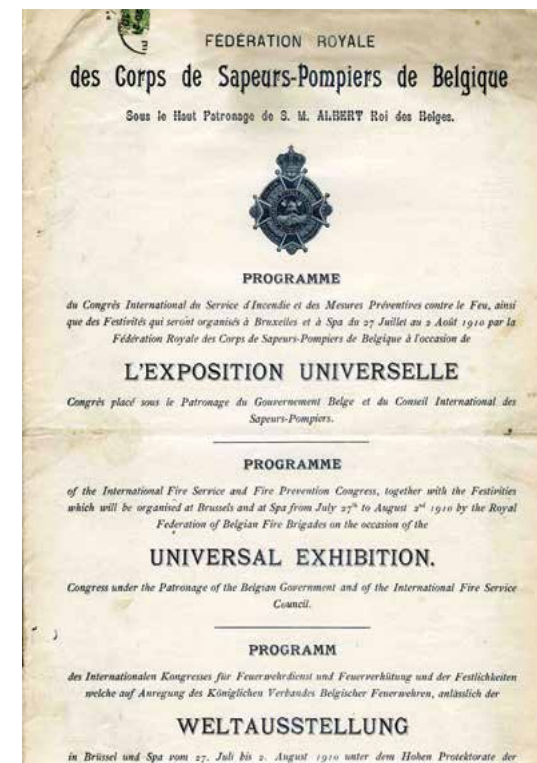 FÉDÉRATION ROYALE
des Corps de Sapeurs-Pompiers de Belgique
Sous le Haut Patronage de S. M. ALBERT Roi des Belges.
PROGRAMME
du Congrès International du Service d'Incendie et des Mesures Préventives contre le Feu, ainsi
que des Festivités qui seront organisés à Bruxelles et à Spa du 27 Juillet au 2 Août 1910 par la
Fédération Royale des Corps de Sapeurs-Pompiers de Belgique à l'occasion de
L'EXPOSITION UNIVERSELLE
Congrès placé sous le Patronage du Gouvernement Belge et du Conseil International des
Sapeurs-Pompiers.
PROGRAMME
of the International Fire Service and Fire Prevention Congress, together with the Festivities
which will be organised at Brussels and at Spa from July 27th to August 2nd 1910 by the Royal
Federation of Belgian Fire Brigades on the occasion of the
UNIVERSAL EXHIBITION.
Congress under the Patronage of the Belgian Government and of the International Fire Service
Council.
PROGRAMM
des Internationalen Kongresses für Feuerwehrdienst und Feuerverhütung und der Festlichkeiten
welche auf Anregung des Königlichen Verbandes Belgischer Feuerwehren, anlässlich der
WELTAUSSTELLUNG
in Brüssel und Spa vom 27. Juli bis 2. August 1910 unter dem Hohen Protektorate der